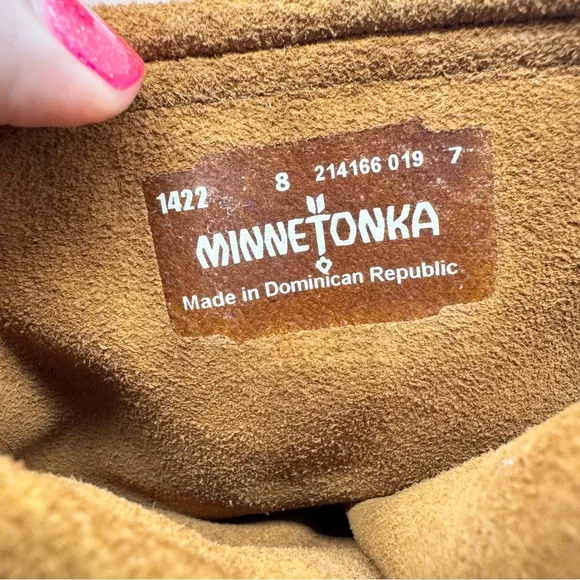 1422 8 214166 019 7
MINNETONKA
Made in Dominican Republic